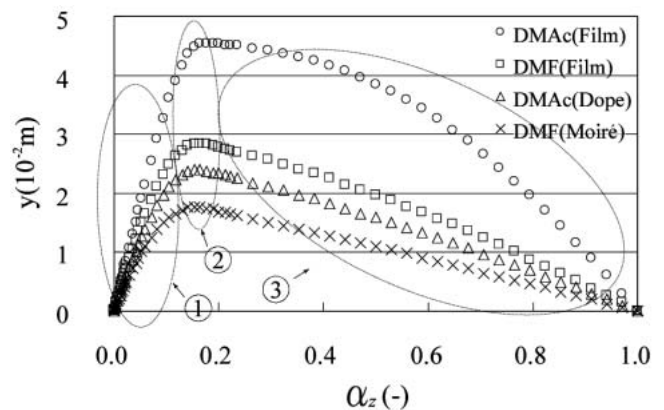 5
4
3
2
1
0
y(10⁻²m)
○ DMAc(Film)
□ DMF(Film)
△ DMAc(Dope)
× DMF(Moiré)
①
②
③
0.0 0.2 0.4 0.6 0.8 1.0
α_z (-)